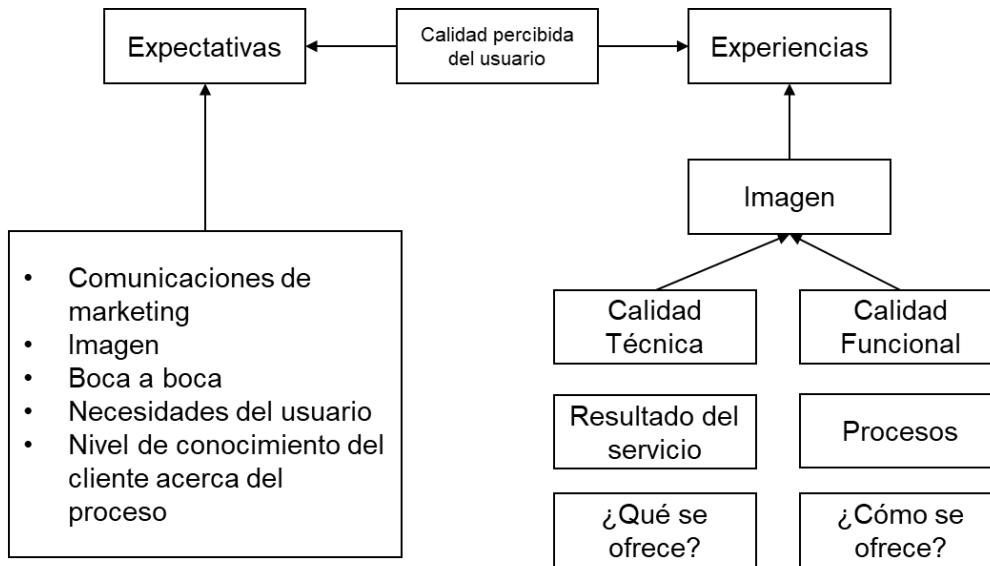 Expectativas
Calidad percibida
del usuario
Experiencias
Imagen
• Comunicaciones de
marketing
• Imagen
• Boca a boca
• Necesidades del usuario
• Nivel de conocimiento del
cliente acerca del
proceso
Calidad
Técnica
Calidad
Funcional
Resultado del
servicio
Procesos
¿Qué se
ofrece?
¿Cómo se
ofrece?